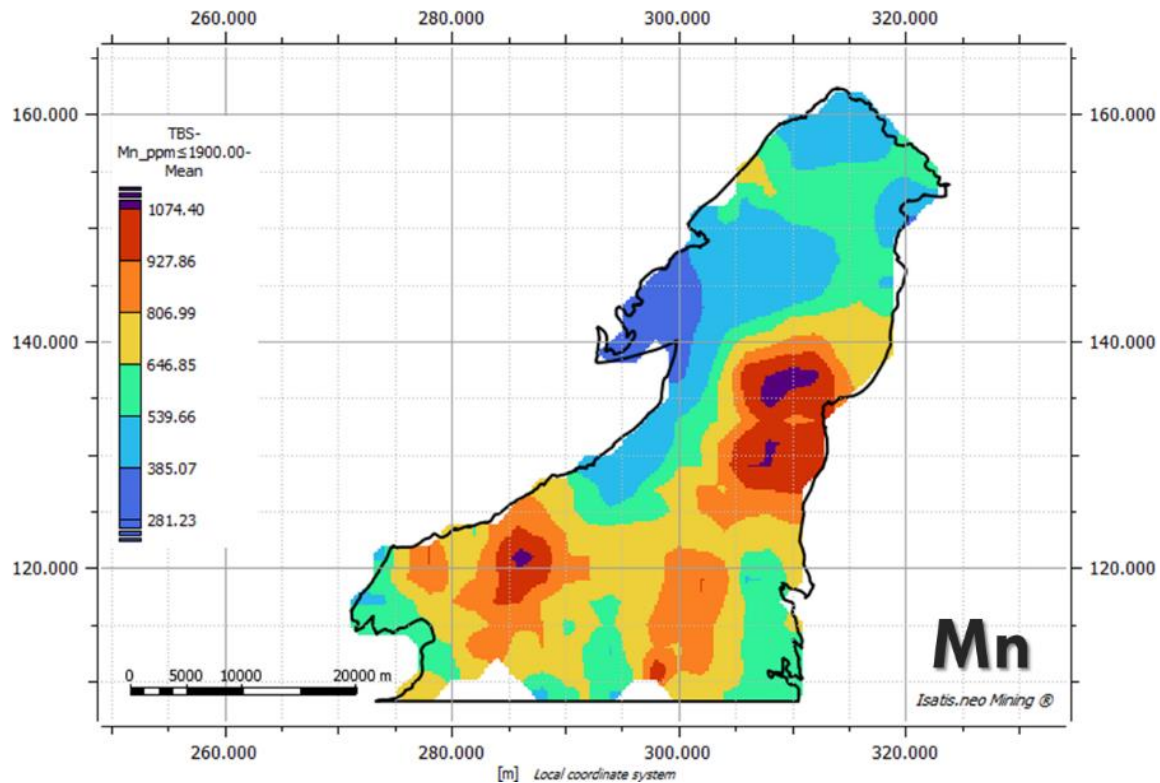 260.000 280.000 300.000 320.000
160.000 160.000
TBS-
Mn_ppm≤1900.00-
Mean
1074.40
927.86
806.99
646.85
539.66
385.07
281.23
140.000 140.000
120.000 120.000
0 5000 10000 20000 m
Mn
Isatis.neo Mining ®
260.000 280.000 300.000 320.000
[m] Local coordinate system